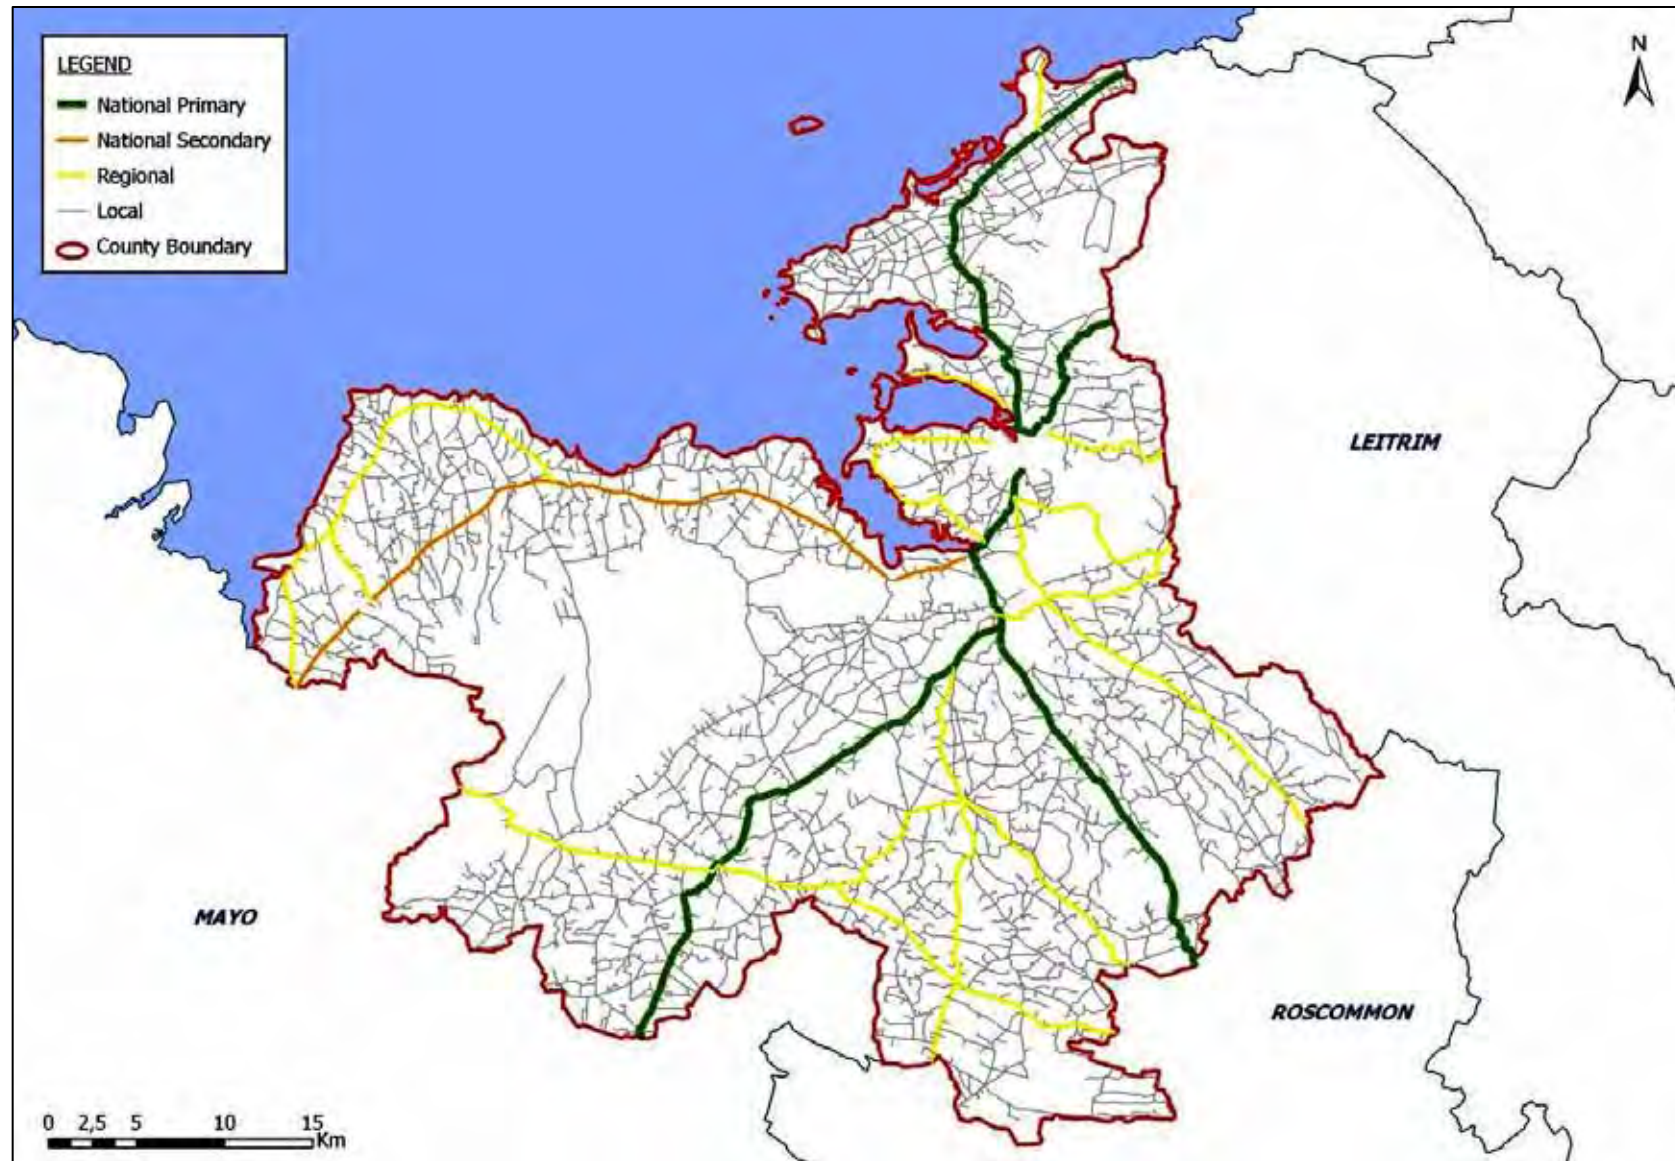 LEGEND
National Primary
National Secondary
Regional
Local
County Boundary
N
LEITRIM
MAYO
ROSCOMMON
0 2,5 5 10 15
Km